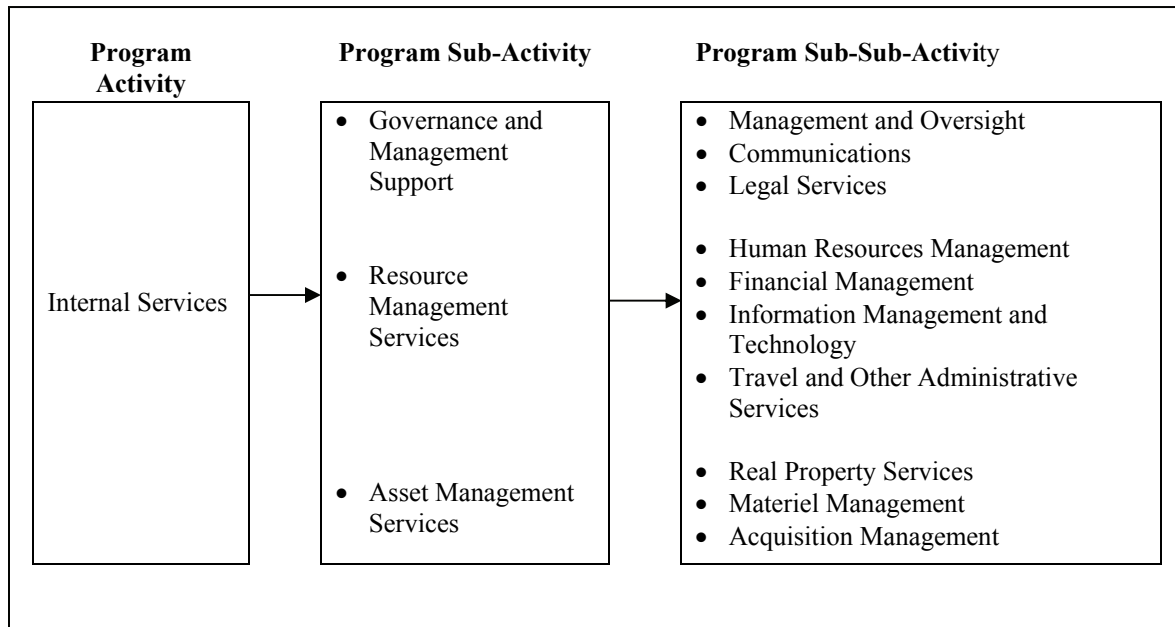 Program
Activity
Internal Services
Program Sub-Activity
• Governance and
Management
Support
• Resource
Management
Services
• Asset Management
Services
Program Sub-Sub-Activity
• Management and Oversight
• Communications
• Legal Services
• Human Resources Management
• Financial Management
• Information Management and
Technology
• Travel and Other Administrative
Services
• Real Property Services
• Materiel Management
• Acquisition Management